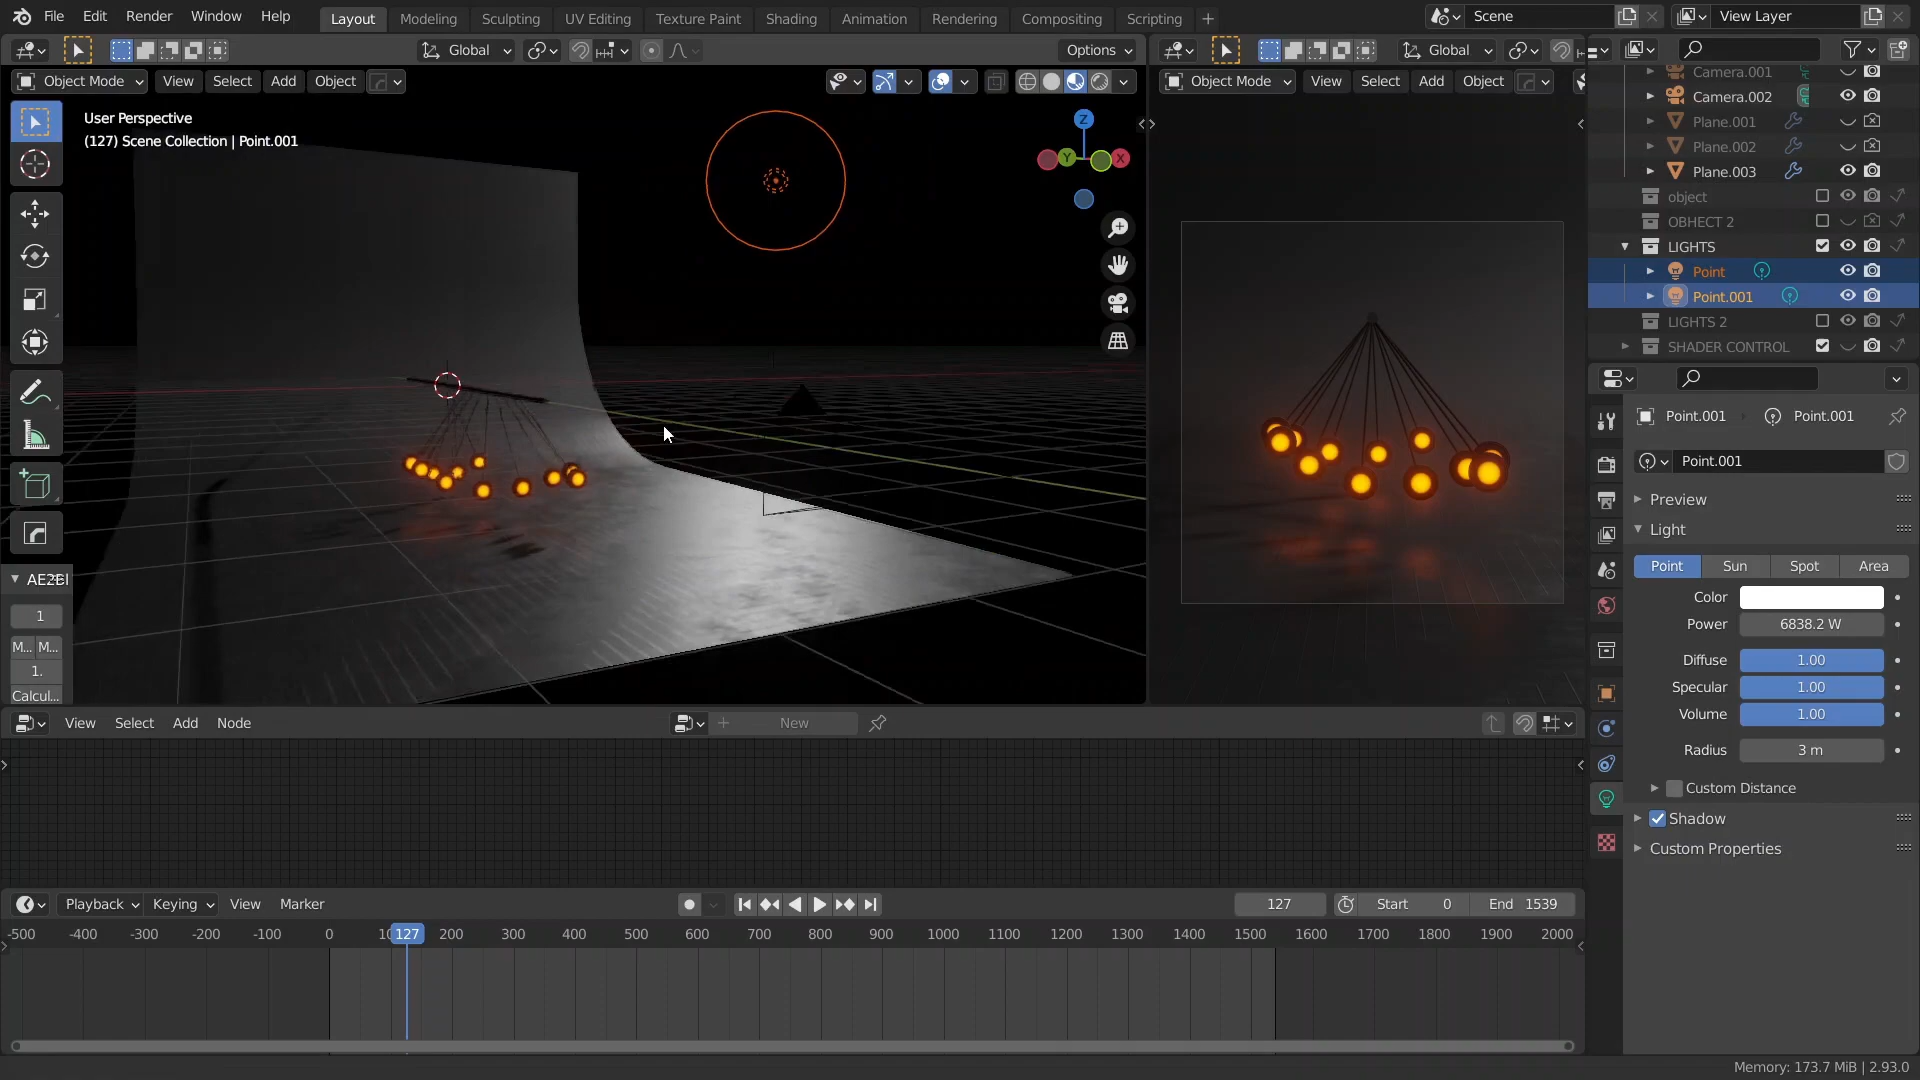 File Edit Render Window Help Layout Modeling Sculpting UV Editing Texture Paint Shading Animation Rendering Compositing Scripting Scene View Layer
Global Options Global
Object Mode View Select Add Object Object Mode View Select Add Object
User Perspective
(127) Scene Collection | Point.001
Z
Y
X
AE2Bl
1
M... M...
1.
Calcul...
Camera.001
Camera.002
Plane.001
Plane.002
Plane.003
object
OBHECT 2
LIGHTS
Point
Point.001
LIGHTS 2
SHADER CONTROL
Point.001 Point.001
Point.001
Preview
Light
Point Sun Spot Area
Color
Power 6838.2 W
Diffuse 1.00
Specular 1.00
Volume 1.00
Radius 3 m
Custom Distance
Shadow
Custom Properties
View Select Add Node New
Playback Keying View Marker 127 Start 0 End 1539
-500 -400 -300 -200 -100 0 10 127 200 300 400 500 600 700 800 900 1000 1100 1200 1300 1400 1500 1600 1700 1800 1900 2000
Memory: 173.7 MiB | 2.93.0